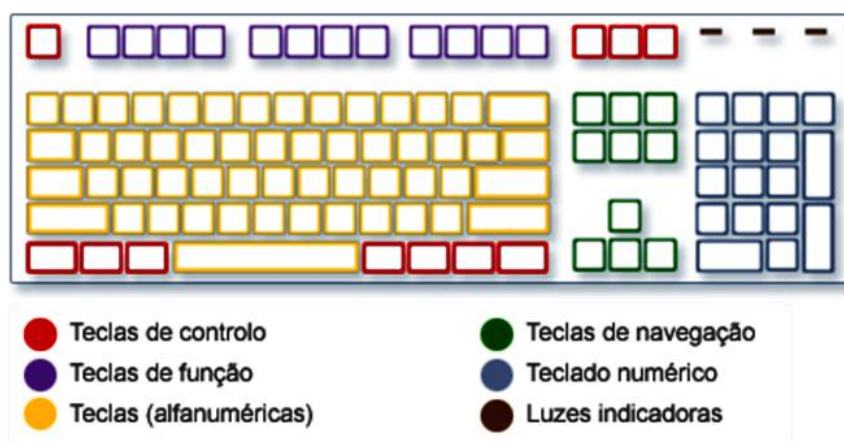 Teclas de controlo
Teclas de função
Teclas (alfanuméricas)
Teclas de navegação
Teclado numérico
Luzes indicadoras